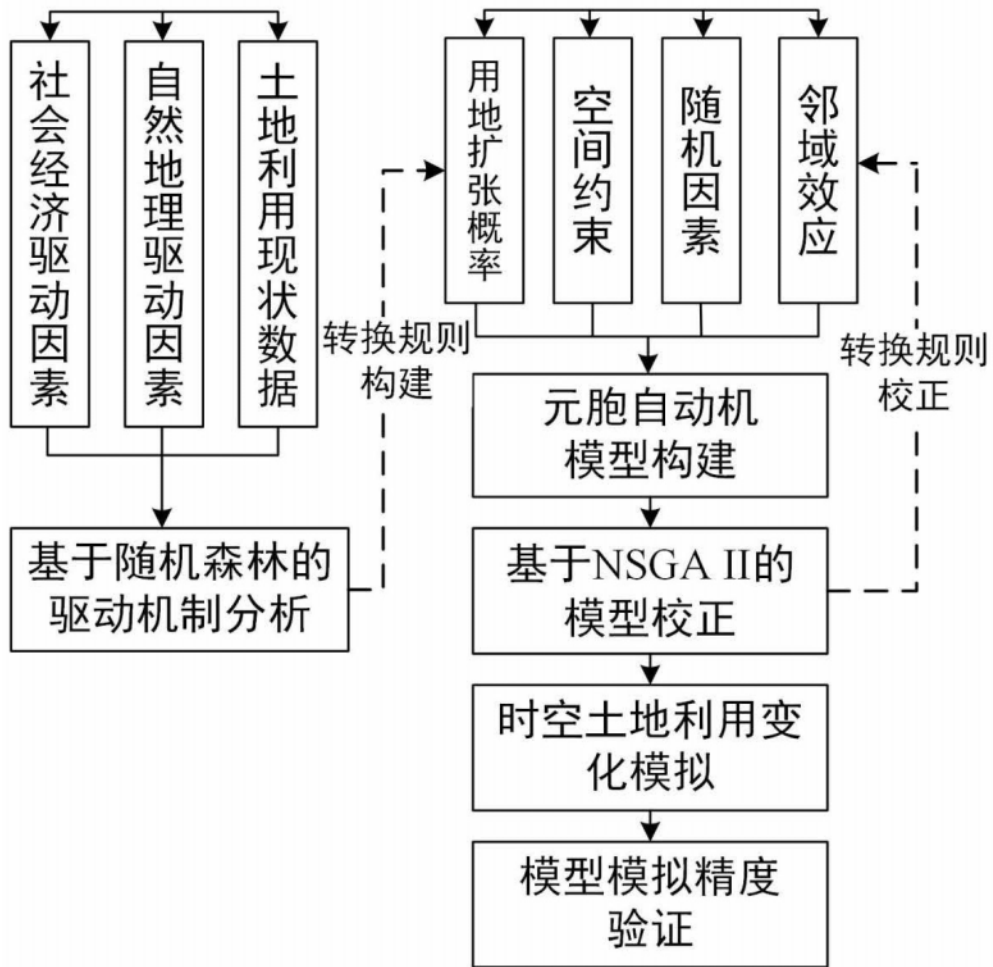 社会经济驱动因素
自然地理驱动因素
土地利用现状数据
基于随机森林的
驱动机制分析
转换规则
构建
用地扩张概率
空间约束
随机因素
邻域效应
转换规则
校正
元胞自动机
模型构建
基于NSGA II的
模型校正
时空土地利用变
化模拟
模型模拟精度
验证